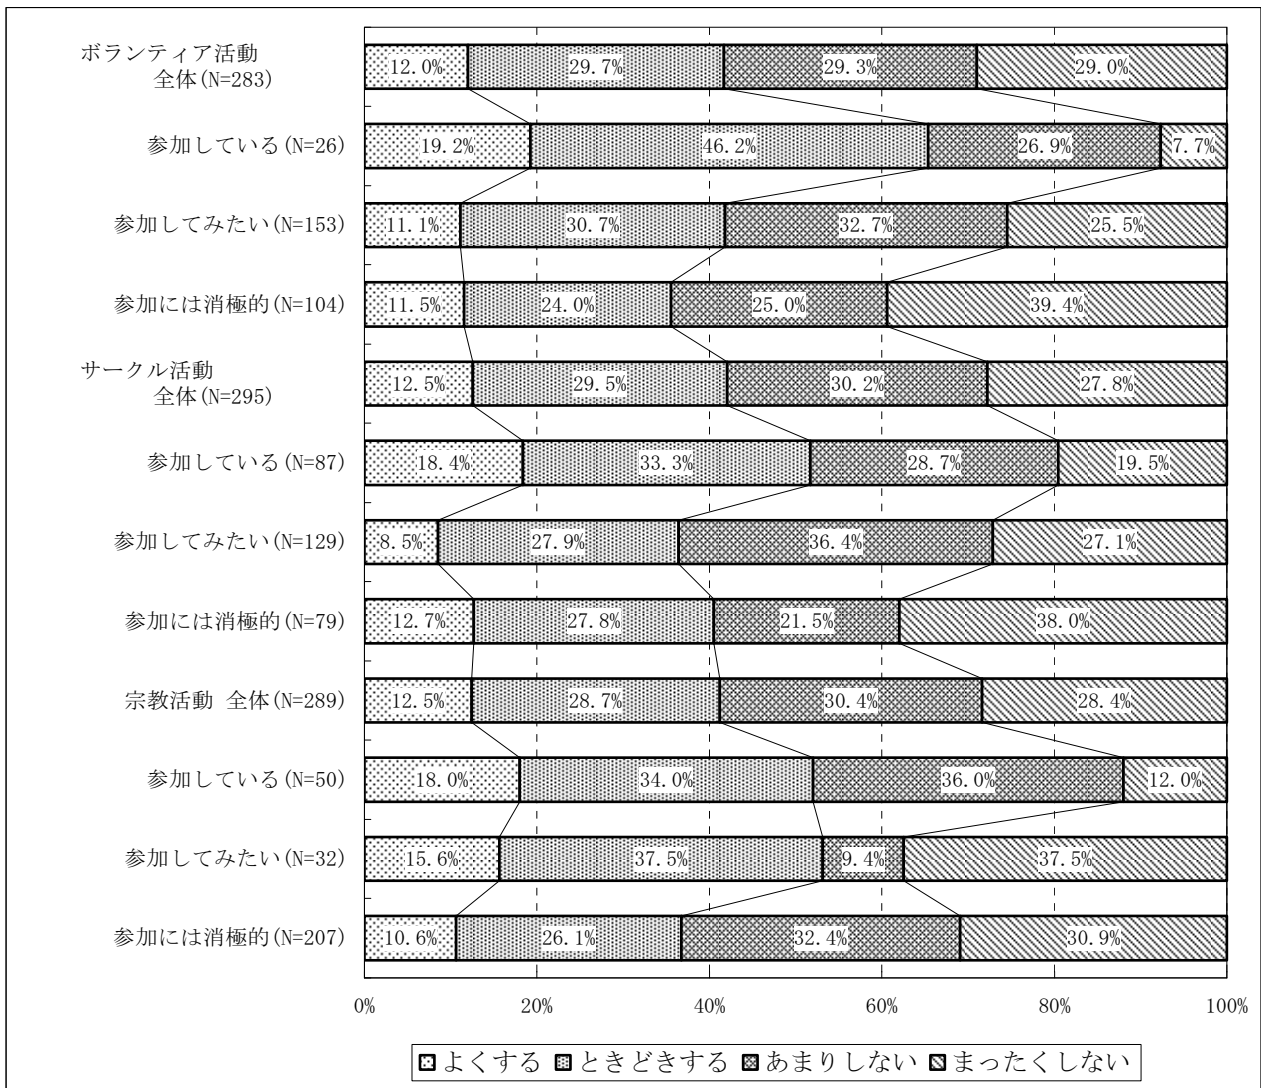 ボランティア活動
全体(N=283)
12.0% 29.7% 29.3% 29.0%
参加している(N=26)
19.2% 46.2% 26.9% 7.7%
参加してみたい(N=153)
11.1% 30.7% 32.7% 25.5%
参加には消極的(N=104)
11.5% 24.0% 25.0% 39.4%
サークル活動
全体(N=295)
12.5% 29.5% 30.2% 27.8%
参加している(N=87)
18.4% 33.3% 28.7% 19.5%
参加してみたい(N=129)
8.5% 27.9% 36.4% 27.1%
参加には消極的(N=79)
12.7% 27.8% 21.5% 38.0%
宗教活動 全体(N=289)
12.5% 28.7% 30.4% 28.4%
参加している(N=50)
18.0% 34.0% 36.0% 12.0%
参加してみたい(N=32)
15.6% 37.5% 9.4% 37.5%
参加には消極的(N=207)
10.6% 26.1% 32.4% 30.9%
0% 20% 40% 60% 80% 100%
よくする ときどきする あまりしない まったくしない